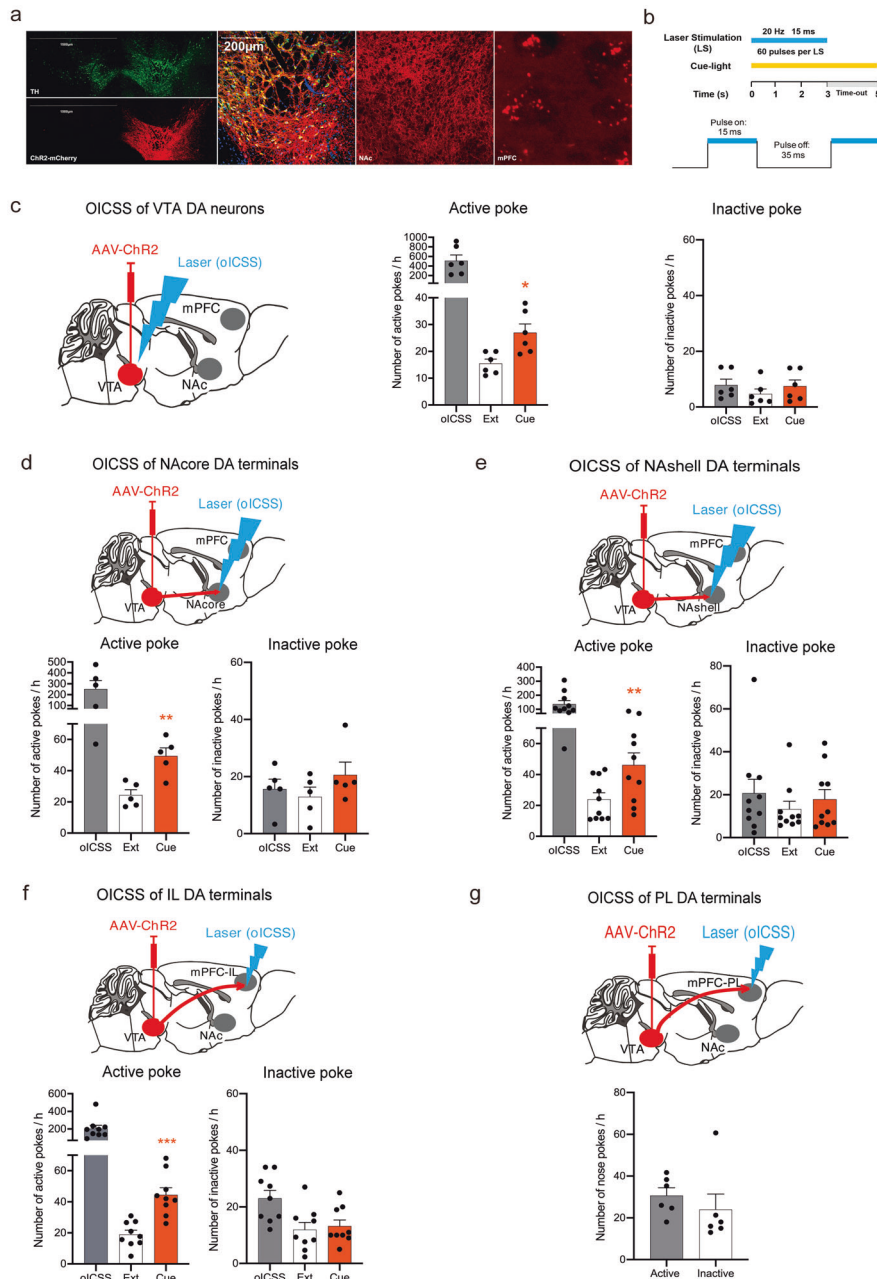 a
1000μm
TH
1000μm
ChR2-mCherry
200μm
NAc
mPFC
b
Laser Stimulation
(LS)
20 Hz 15 ms
60 pulses per LS
Cue-light
Time (s)
0 1 2 3 Time-out 5
Pulse on:
15 ms
Pulse off:
35 ms
c
OICSS of VTA DA neurons
AAV-ChR2
Laser (oICSS)
mPFC
VTA
NAc
Active poke
Number of active pokes / h
1000
800
600
400
200
40
30
20
10
0
*
oICSS Ext Cue
Inactive poke
Number of inactive pokes / h
60
40
20
0
oICSS Ext Cue
d
OICSS of NAcore DA terminals
AAV-ChR2
Laser (oICSS)
mPFC
VTA
NAcore
Active poke
Number of active pokes / h
500
400
300
200
100
60
40
20
0
**
oICSS Ext Cue
Inactive poke
Number of inactive pokes / h
60
40
20
0
oICSS Ext Cue
e
OICSS of NAshell DA terminals
AAV-ChR2
Laser (oICSS)
mPFC
VTA
NAshell
Active poke
Number of active pokes / h
400
300
200
100
80
60
40
20
0
**
oICSS Ext Cue
Inactive poke
Number of inactive pokes / h
80
60
40
20
0
oICSS Ext Cue
f
OICSS of IL DA terminals
AAV-ChR2
Laser (oICSS)
mPFC-IL
VTA
NAc
Active poke
Number of active pokes / h
600
400
200
80
60
40
20
0
***
oICSS Ext Cue
Inactive poke
Number of inactive pokes / h
60
40
20
0
oICSS Ext Cue
g
OICSS of PL DA terminals
AAV-ChR2
Laser (oICSS)
mPFC-PL
VTA
NAc
Number of nose pokes / h
80
60
40
20
0
Active Inactive